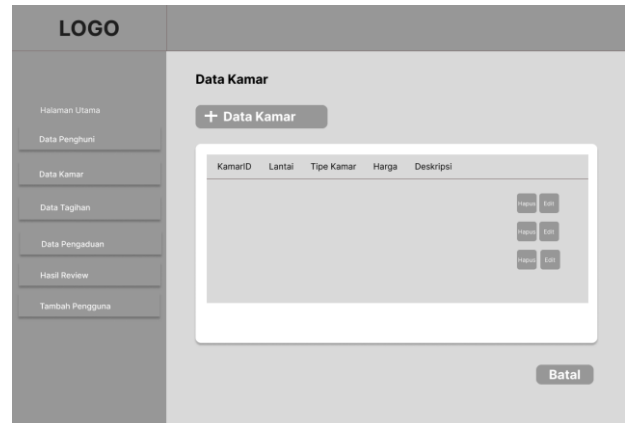 LOGO
Data Kamar
Halaman Utama
+ Data Kamar
Data Penghuni
KamarID Lantai Tipe Kamar Harga Deskripsi
Data Kamar
Data Tagihan
Hapus Edit
Hapus Edit
Data Pengaduan
Hapus Edit
Hasil Review
Tambah Pengguna
Batal